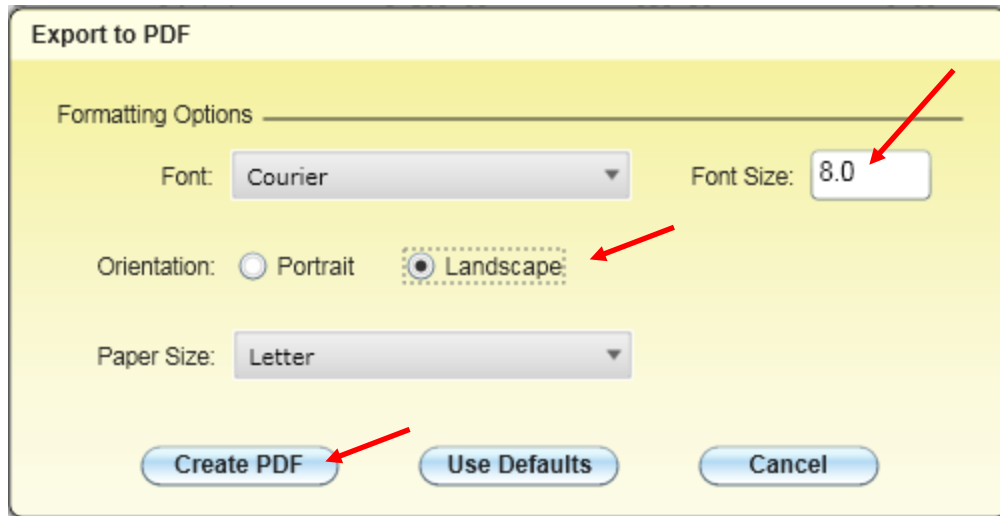 Export to PDF
Formatting Options
Font: Courier Font Size: 8.0
Orientation: Portrait Landscape
Paper Size: Letter
Create PDF Use Defaults Cancel